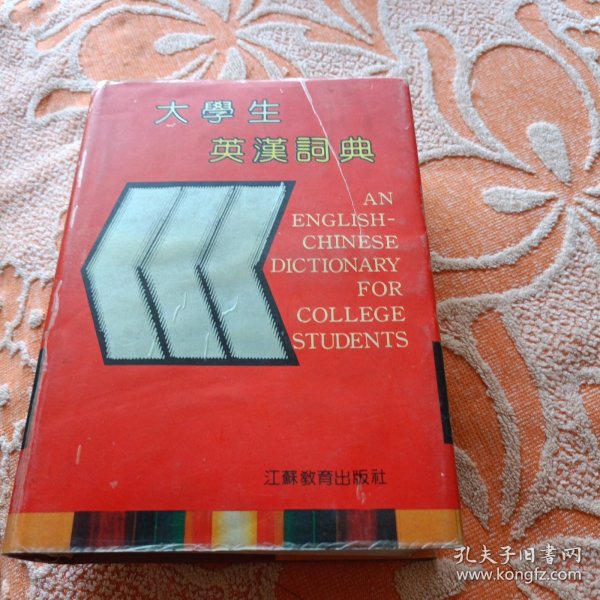 大學生
英漢詞典
AN
ENGLISH-
CHINESE
DICTIONARY
FOR
COLLEGE
STUDENTS
江蘇教育出版社
孔夫子旧书网
www.kongfz.com